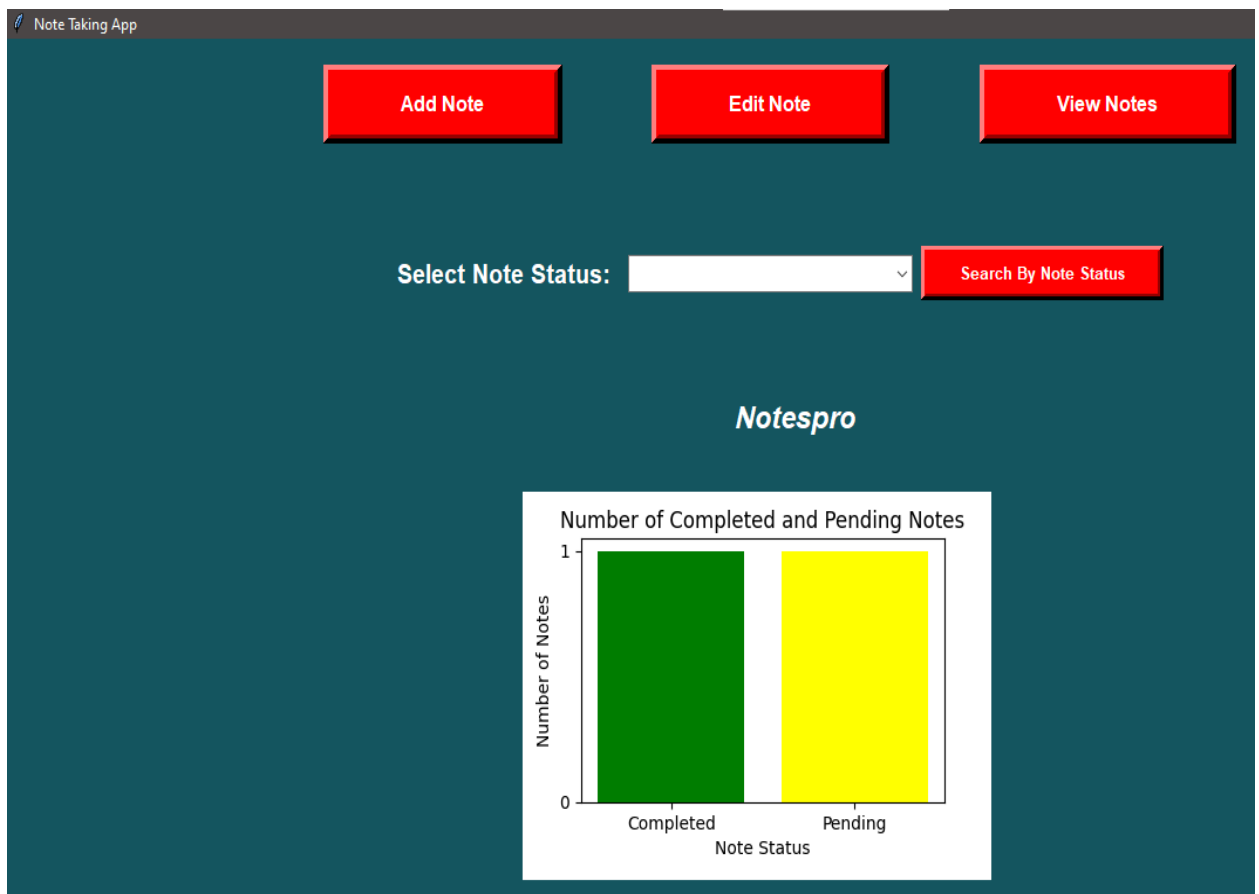 Note Taking App
Add Note
Edit Note
View Notes
Select Note Status:
Search By Note Status
Notespro
Number of Completed and Pending Notes
1
Number of Notes
0
Completed
Pending
Note Status